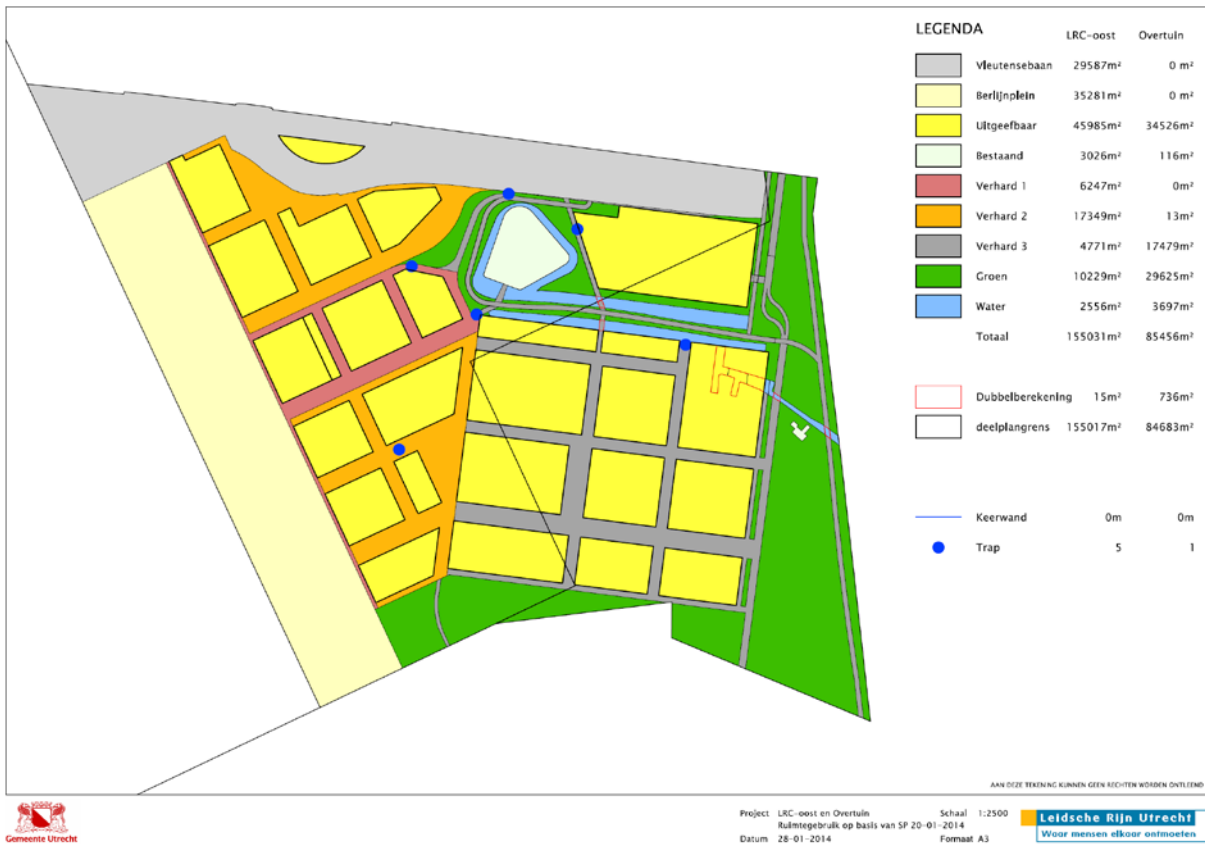 LEGENDA LRC-oost Overtuin
Vleutensebaan 29587m² 0 m²
Berlijnplein 35281m² 0 m²
Uitgeefbaar 45985m² 34526m²
Bestaand 3026m² 116m²
Verhard 1 6247m² 0m²
Verhard 2 17349m² 13m²
Verhard 3 4771m² 17479m²
Groen 10229m² 29625m²
Water 2556m² 3697m²
Totaal 155031m² 85456m²
Dubbelberekening 15m² 736m²
deelplangrens 155017m² 84683m²
Keerwand 0m 0m
Trap 5 1
AAN DEZE TEKENING KUNNEN GEEN RECHTEN WORDEN ONTLEEND
Gemeente Utrecht
Project LRC-oost en Overtuin Schaal 1:2500
Ruimtegebruik op basis van SP 20-01-2014
Datum 28-01-2014 Formaat A3
Leidsche Rijn Utrecht
Waar mensen elkaar ontmoeten